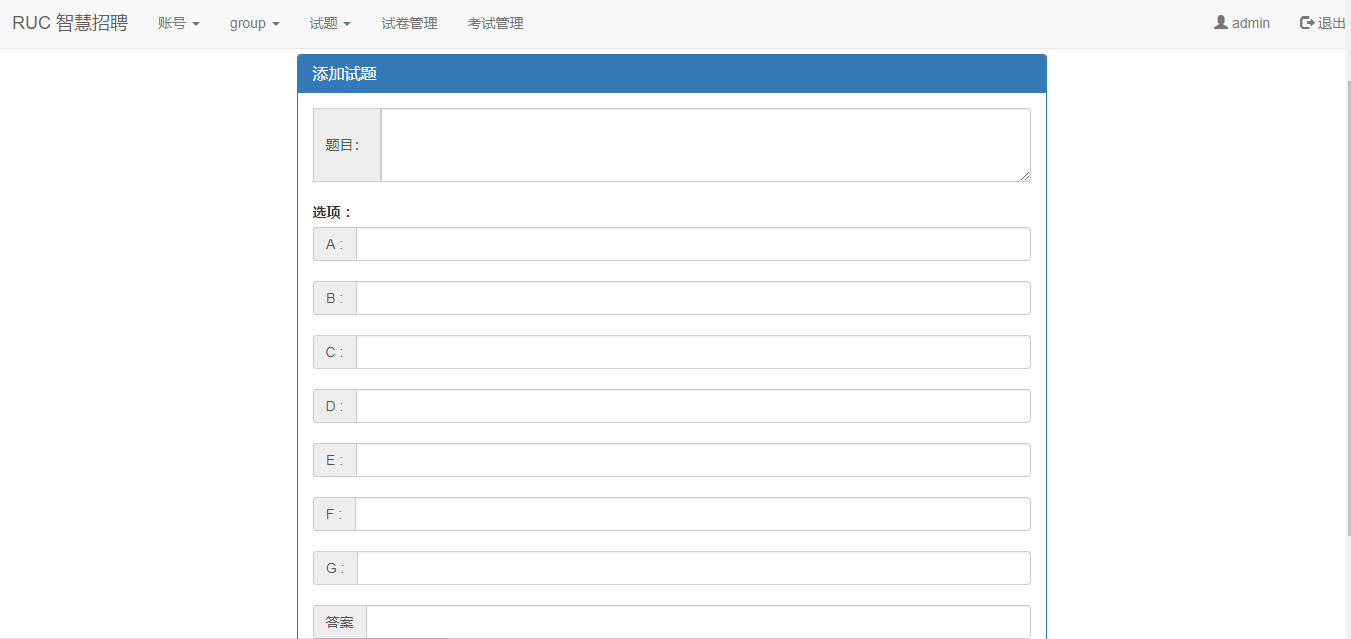 RUC 智慧招聘 账号 group 试题 试卷管理 考试管理 admin 退出
添加试题
题目：
选项：
A :
B :
C :
D :
E :
F :
G :
答案